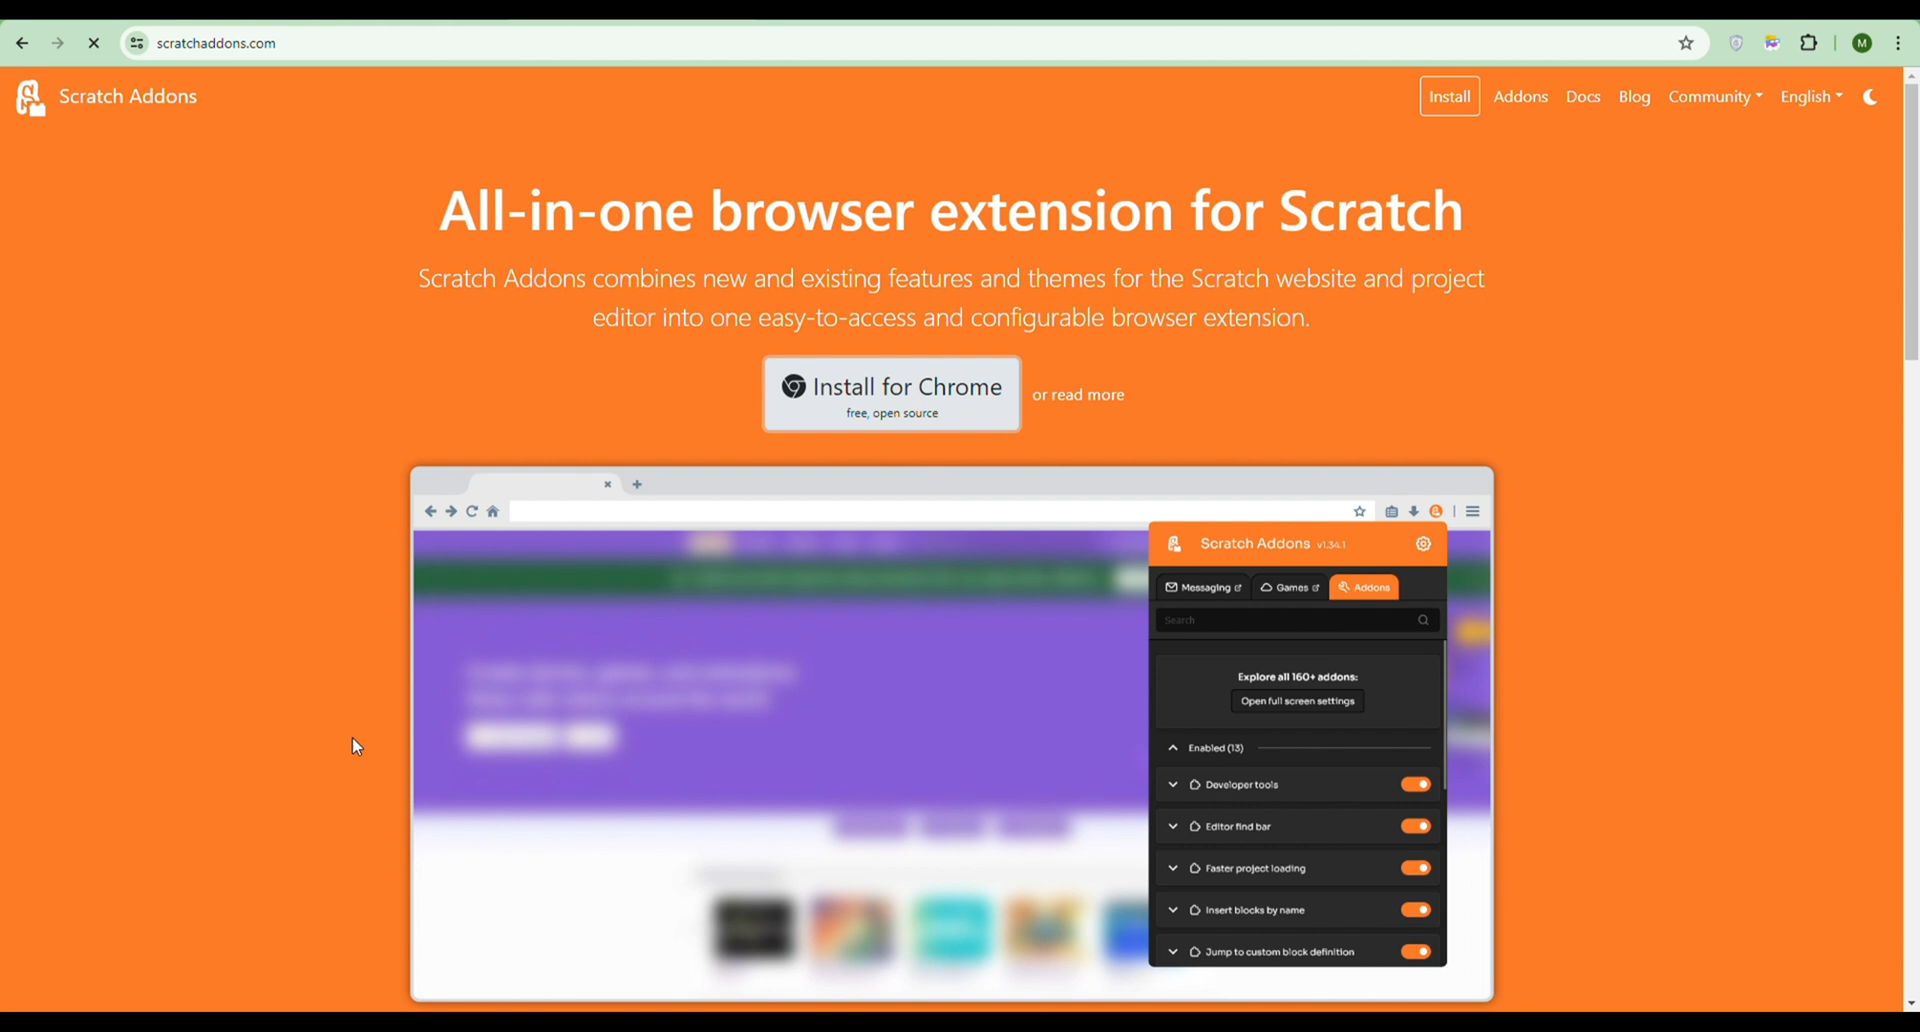 scratchaddons.com
M
Scratch Addons
Install Addons Docs Blog Community English
All-in-one browser extension for Scratch
Scratch Addons combines new and existing features and themes for the Scratch website and project
editor into one easy-to-access and configurable browser extension.
Install for Chrome
free, open source
or read more
Scratch Addons v1.34.1
Messaging Games Addons
Search
Explore all 160+ addons:
Open full screen settings
Enabled (13)
Developer tools
Editor find bar
Faster project loading
Insert blocks by name
Jump to custom block definition